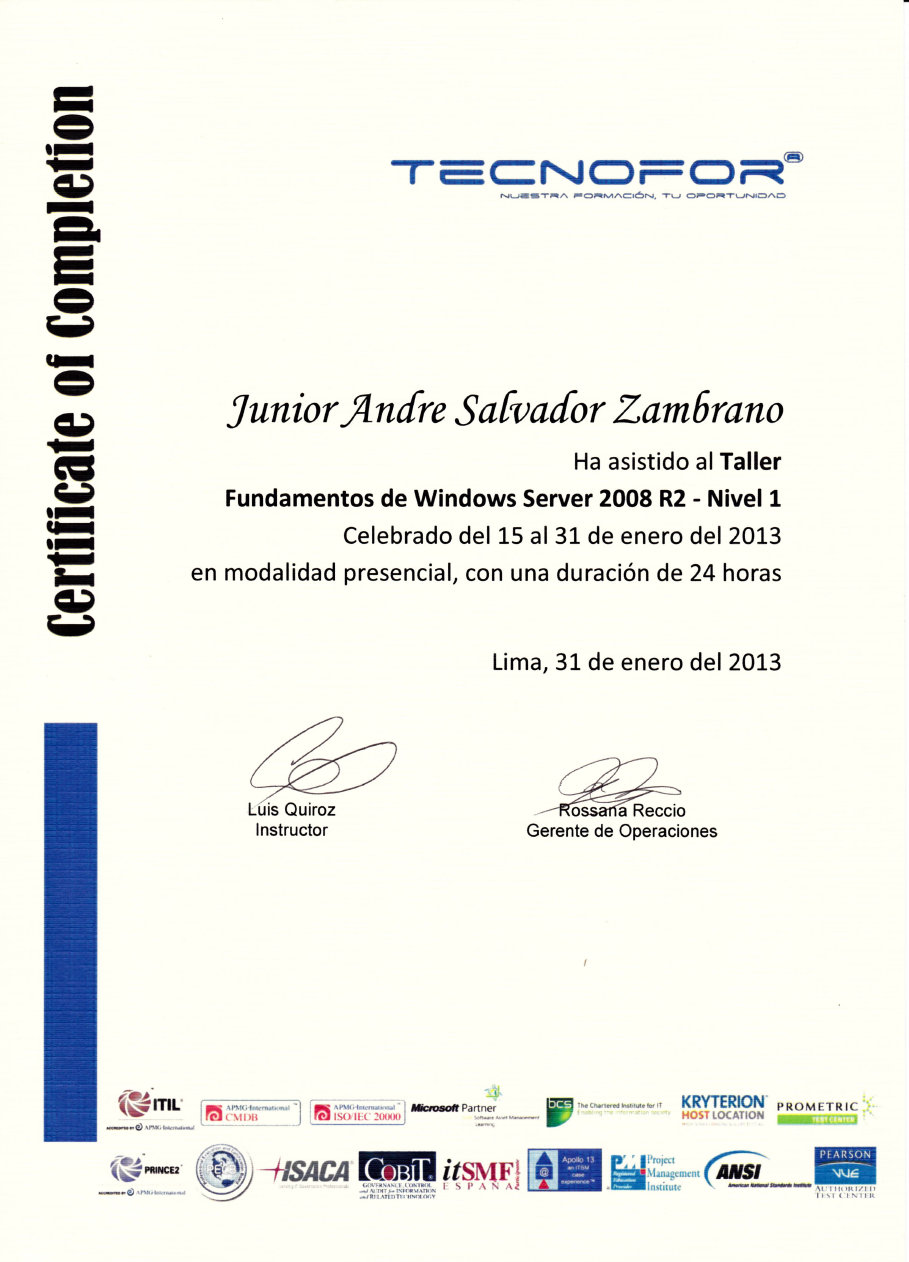 Certificate of Completion
TECNOFOR®
NUESTRA FORMACIÓN, TU OPORTUNIDAD
Junior Andre Salvador Zambrano
Ha asistido al Taller
Fundamentos de Windows Server 2008 R2 - Nivel 1
Celebrado del 15 al 31 de enero del 2013
en modalidad presencial, con una duración de 24 horas
Lima, 31 de enero del 2013
Luis Quiroz
Instructor
Rossana Reccio
Gerente de Operaciones
ITIL
ACCREDITED BY APMG-International
APMG-International™
CMDB
APMG-International™
ISO/IEC 20000
Microsoft Partner
Software Asset Management
Learning
bcs The Chartered Institute for IT
Enabling the information society
KRYTERION
HOST LOCATION
PROMETRIC
TEST CENTER
PRINCE2
ACCREDITED BY APMG-International
ISACA
COBIT
GOVERNANCE, CONTROL
and AUDIT for INFORMATION
and RELATED TECHNOLOGY
itSMF
ESPAÑA
Apollo 13
an ITSM
case
experience™
PMI
Registered
Education
Provider
Project
Management
Institute
ANSI
American National Standards Institute
PEARSON
VUE
AUTHORIZED
TEST CENTER